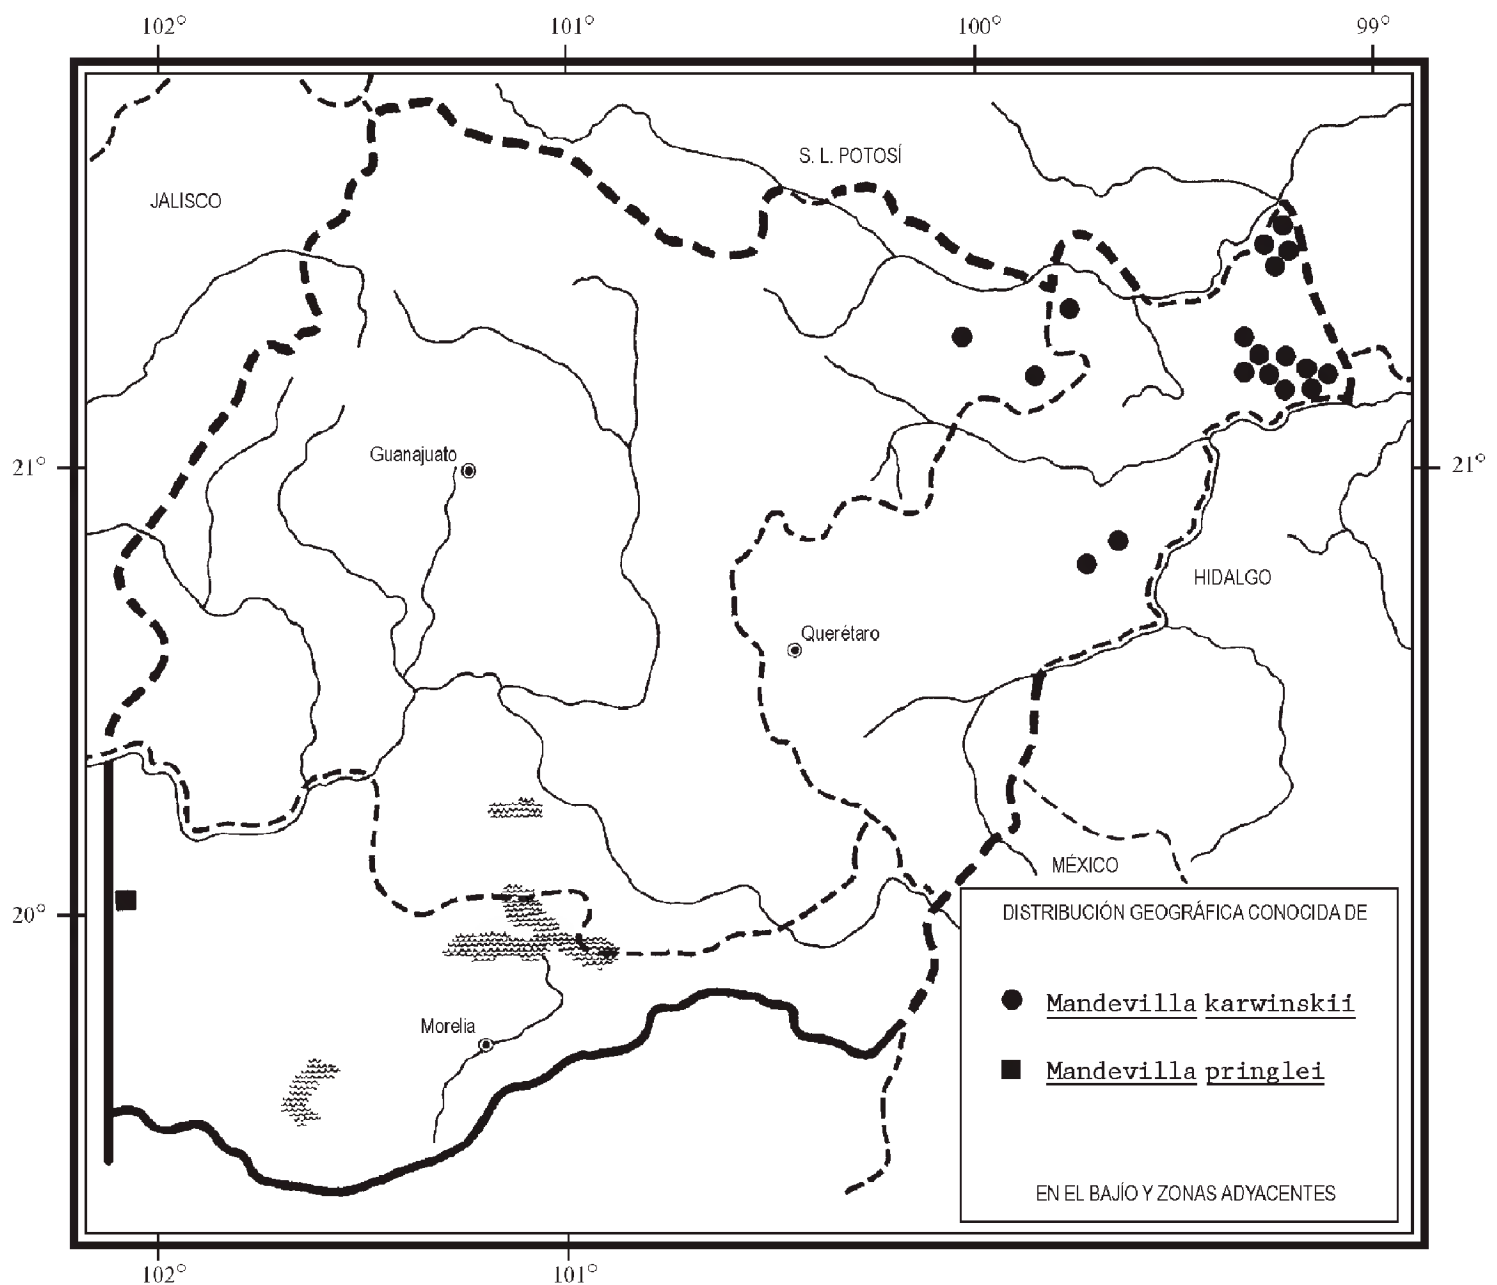 102° 101° 100° 99°
S. L. POTOSÍ
JALISCO
Guanajuato
21° 21°
HIDALGO
Querétaro
MÉXICO
20°
DISTRIBUCIÓN GEOGRÁFICA CONOCIDA DE
Mandevilla karwinskii
Morelia
Mandevilla pringlei
EN EL BAJÍO Y ZONAS ADYACENTES
102° 101°